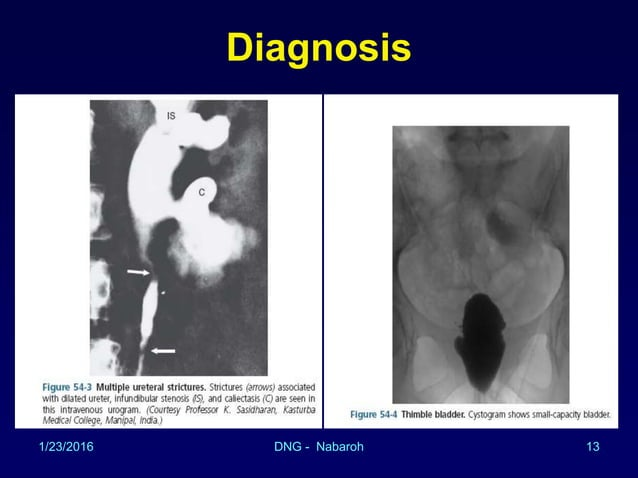 Diagnosis
IS
C
Figure 54-3 Multiple ureteral strictures. Strictures (arrows) associated
with dilated ureter, infundibular stenosis (IS), and caliectasis (C) are seen in
this intravenous urogram. (Courtesy Professor K. Sasidharan, Kasturba
Medical College, Manipal, India.)
Figure 54-4 Thimble bladder. Cystogram shows small-capacity bladder.
1/23/2016
DNG - Nabaroh
13